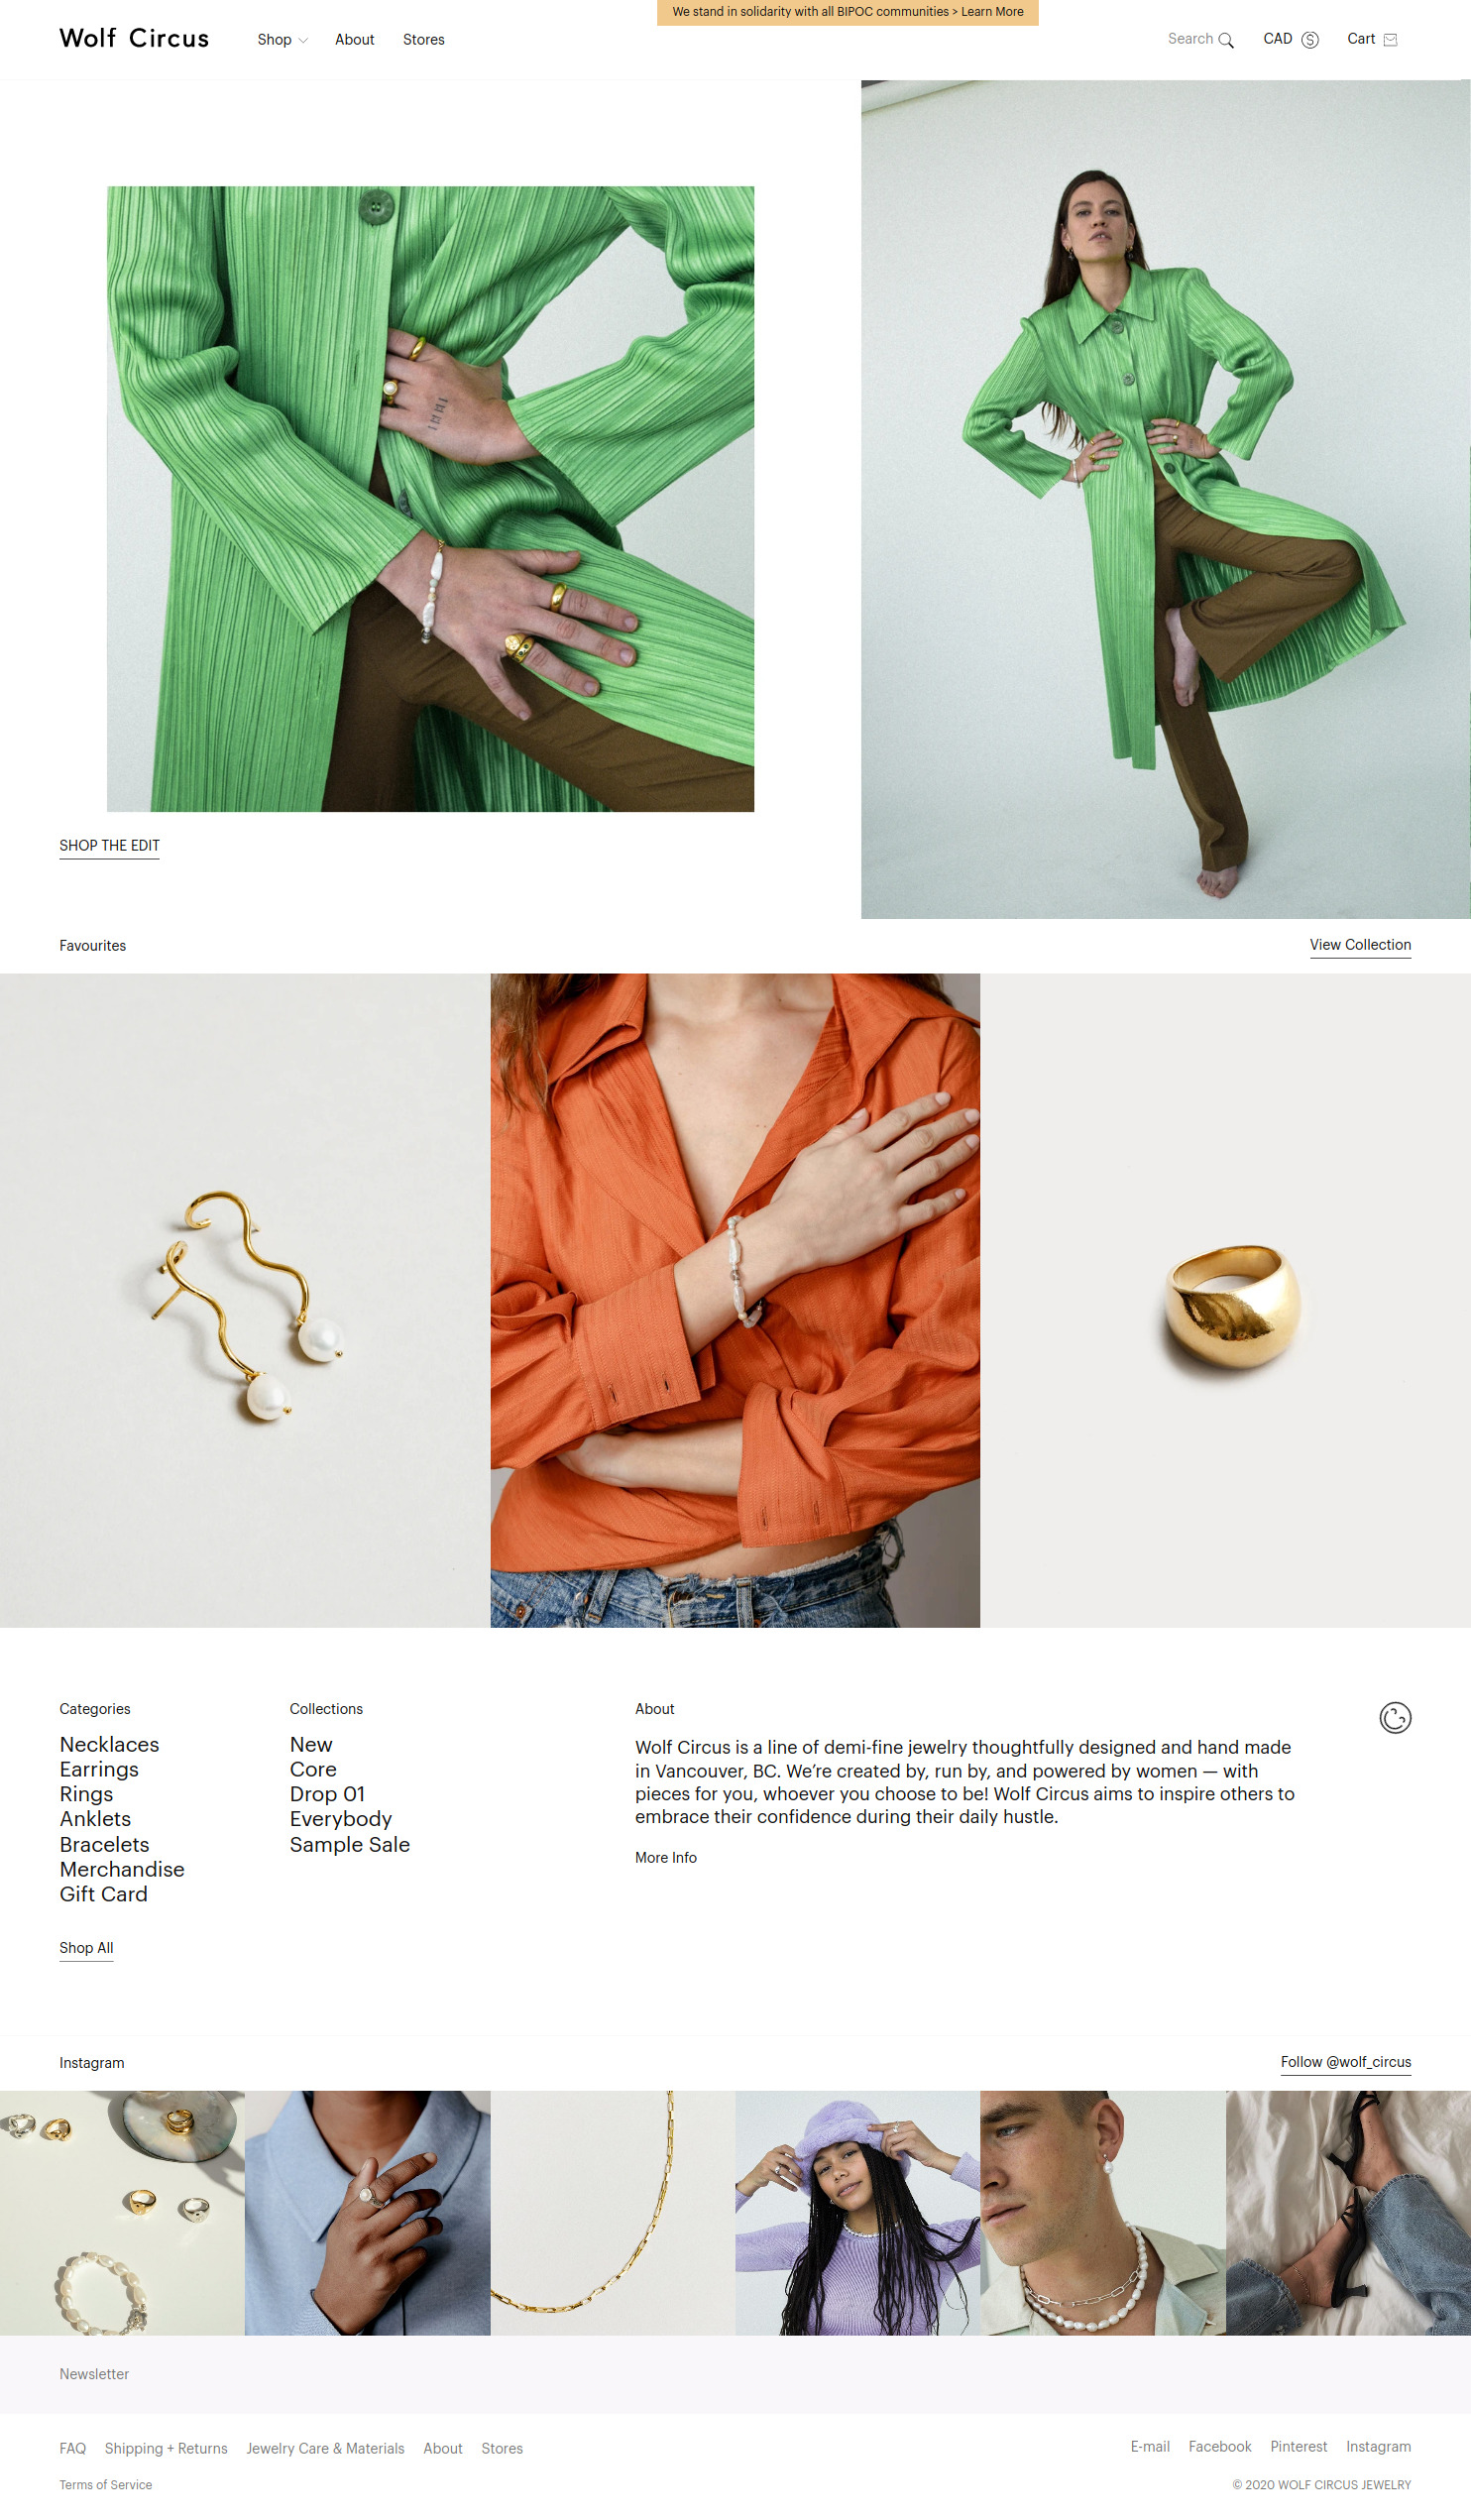 We stand in solidarity with all BIPOC communities > Learn More
Wolf Circus
Shop
About
Stores
Search
CAD
Cart
SHOP THE EDIT
Favourites
View Collection
Categories
Necklaces
Earrings
Rings
Anklets
Bracelets
Merchandise
Gift Card
Shop All
Collections
New
Core
Drop 01
Everybody
Sample Sale
About
Wolf Circus is a line of demi-fine jewelry thoughtfully designed and hand made
in Vancouver, BC. We’re created by, run by, and powered by women — with
pieces for you, whoever you choose to be! Wolf Circus aims to inspire others to
embrace their confidence during their daily hustle.
More Info
Instagram
Follow @wolf_circus
Newsletter
FAQ
Shipping + Returns
Jewelry Care & Materials
About
Stores
E-mail
Facebook
Pinterest
Instagram
Terms of Service
© 2020 WOLF CIRCUS JEWELRY